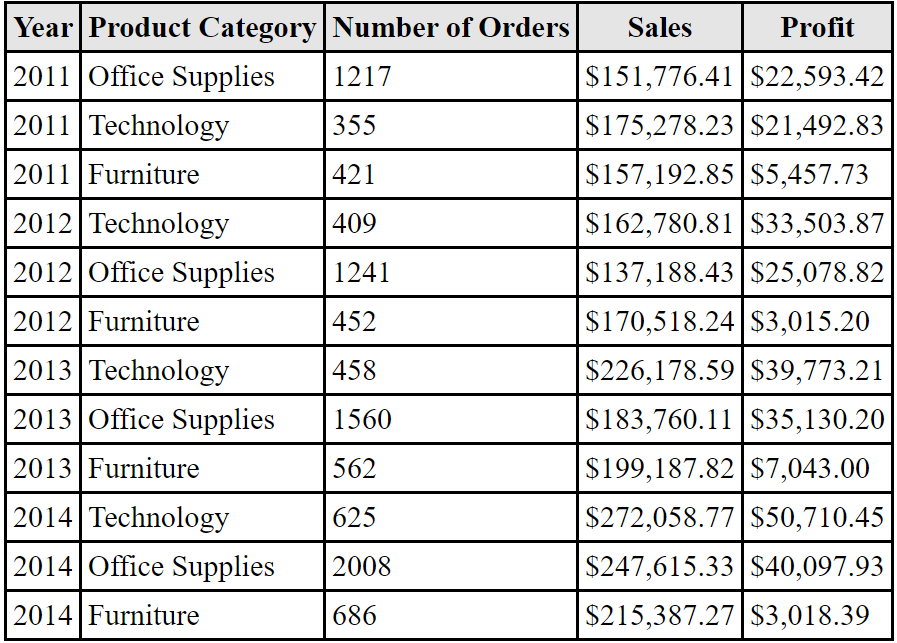 Year Product Category Number of Orders Sales Profit
2011 Office Supplies 1217 $151,776.41 $22,593.42
2011 Technology 355 $175,278.23 $21,492.83
2011 Furniture 421 $157,192.85 $5,457.73
2012 Technology 409 $162,780.81 $33,503.87
2012 Office Supplies 1241 $137,188.43 $25,078.82
2012 Furniture 452 $170,518.24 $3,015.20
2013 Technology 458 $226,178.59 $39,773.21
2013 Office Supplies 1560 $183,760.11 $35,130.20
2013 Furniture 562 $199,187.82 $7,043.00
2014 Technology 625 $272,058.77 $50,710.45
2014 Office Supplies 2008 $247,615.33 $40,097.93
2014 Furniture 686 $215,387.27 $3,018.39